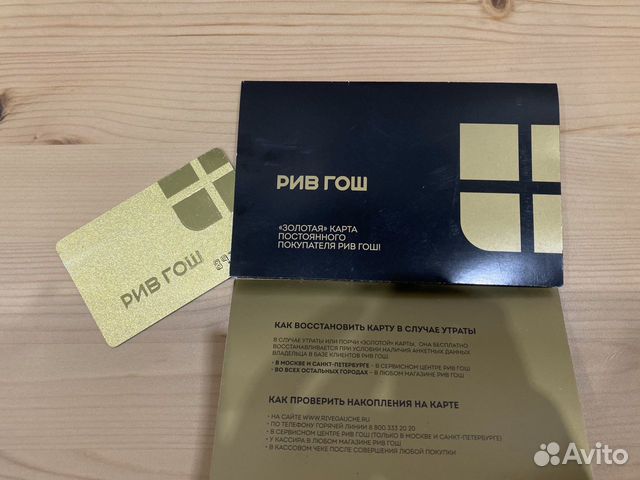 РИВ ГОШ
«ЗОЛОТАЯ» КАРТА
ПОСТОЯННОГО
ПОКУПАТЕЛЯ РИВ ГОШ!
РИВ ГОШ
КАК ВОССТАНОВИТЬ КАРТУ В СЛУЧАЕ УТРАТЫ
В СЛУЧАЕ УТРАТЫ ИЛИ ПОРЧИ «ЗОЛОТОЙ» КАРТЫ, ОНА БЕСПЛАТНО
ВОССТАНАВЛИВАЕТСЯ ПРИ УСЛОВИИ НАЛИЧИЯ АНКЕТНЫХ ДАННЫХ
ВЛАДЕЛЬЦА В БАЗЕ КЛИЕНТОВ РИВ ГОШ:
• В МОСКВЕ И САНКТ-ПЕТЕРБУРГЕ – В СЕРВИСНОМ ЦЕНТРЕ РИВ ГОШ
• ВО ВСЕХ ОСТАЛЬНЫХ ГОРОДАХ – В ЛЮБОМ МАГАЗИНЕ РИВ ГОШ
КАК ПРОВЕРИТЬ НАКОПЛЕНИЯ НА КАРТЕ
• НА САЙТЕ WWW.RIVEGAUCHE.RU
• ПО ТЕЛЕФОНУ ГОРЯЧЕЙ ЛИНИИ 8 800 333 20 20
• В СЕРВИСНОМ ЦЕНТРЕ РИВ ГОШ (ТОЛЬКО В МОСКВЕ И САНКТ-ПЕТЕРБУРГЕ)
• У КАССИРА В ЛЮБОМ МАГАЗИНЕ РИВ ГОШ
• В КАССОВОМ ЧЕКЕ ПОСЛЕ СОВЕРШЕНИЯ ЛЮБОЙ ПОКУПКИ
Avito